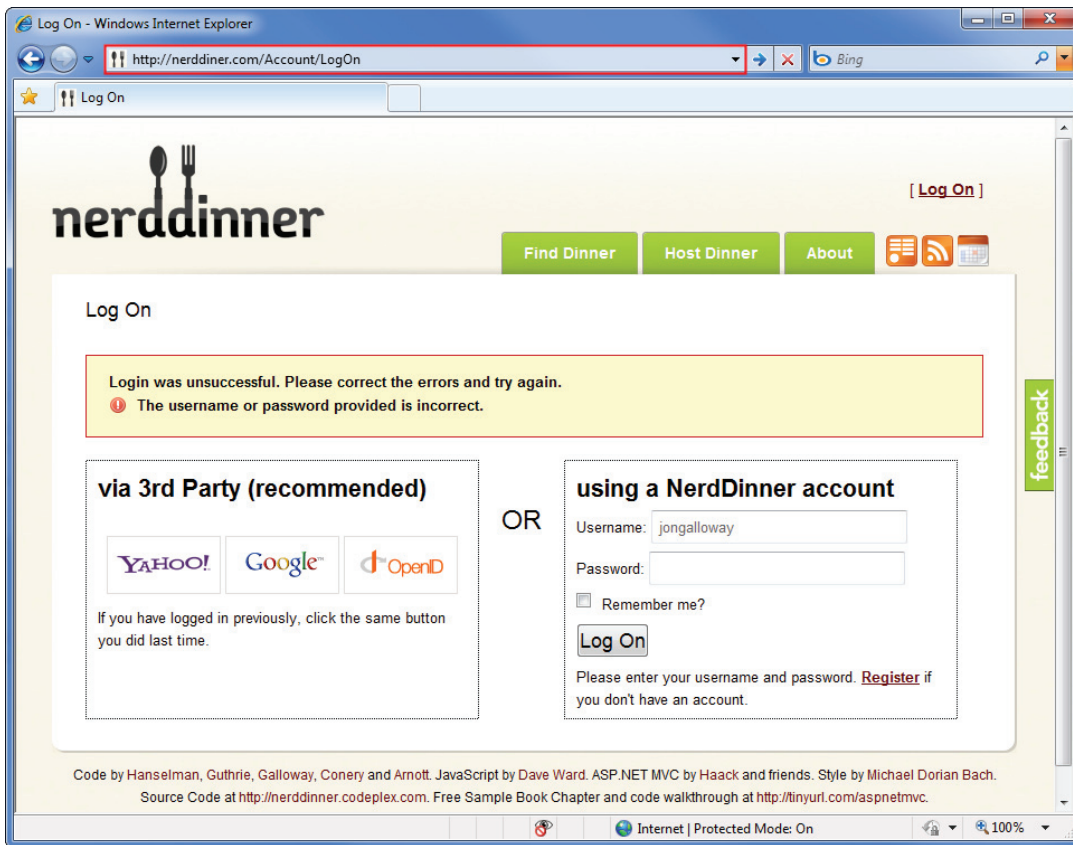 Log On - Windows Internet Explorer
http://nerddiner.com/Account/LogOn
Bing
Log On
nerddinner
[ Log On ]
Find Dinner Host Dinner About
Log On
Login was unsuccessful. Please correct the errors and try again.
The username or password provided is incorrect.
via 3rd Party (recommended)
YAHOO! Google™ OpenID
If you have logged in previously, click the same button
you did last time.
OR
using a NerdDinner account
Username: jongalloway
Password:
Remember me?
Log On
Please enter your username and password. Register if
you don't have an account.
feedback
Code by Hanselman, Guthrie, Galloway, Conery and Arnott. JavaScript by Dave Ward. ASP.NET MVC by Haack and friends. Style by Michael Dorian Bach.
Source Code at http://nerddinner.codeplex.com. Free Sample Book Chapter and code walkthrough at http://tinyurl.com/aspnetmvc.
Internet | Protected Mode: On
100%